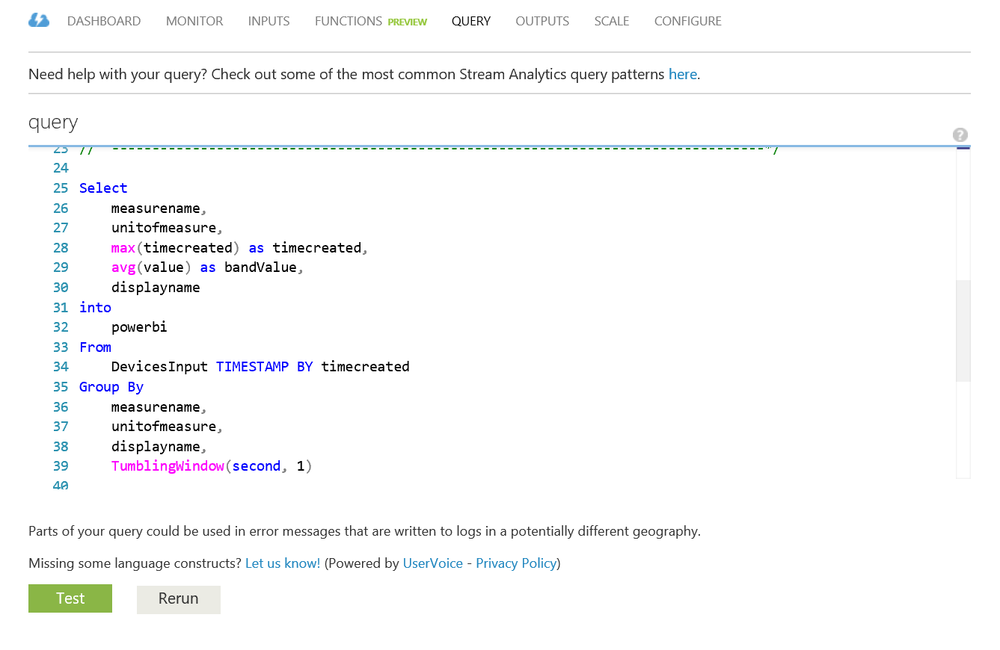 DASHBOARD MONITOR INPUTS FUNCTIONS PREVIEW QUERY OUTPUTS SCALE CONFIGURE
Need help with your query? Check out some of the most common Stream Analytics query patterns here.
query
?
23 // ---------------------------------------------------------------------------------*/
24
25 Select
26 measurename,
27 unitofmeasure,
28 max(timecreated) as timecreated,
29 avg(value) as bandValue,
30 displayname
31 into
32 powerbi
33 From
34 DevicesInput TIMESTAMP BY timecreated
35 Group By
36 measurename,
37 unitofmeasure,
38 displayname,
39 TumblingWindow(second, 1)
40
Parts of your query could be used in error messages that are written to logs in a potentially different geography.
Missing some language constructs? Let us know! (Powered by UserVoice - Privacy Policy)
Test Rerun